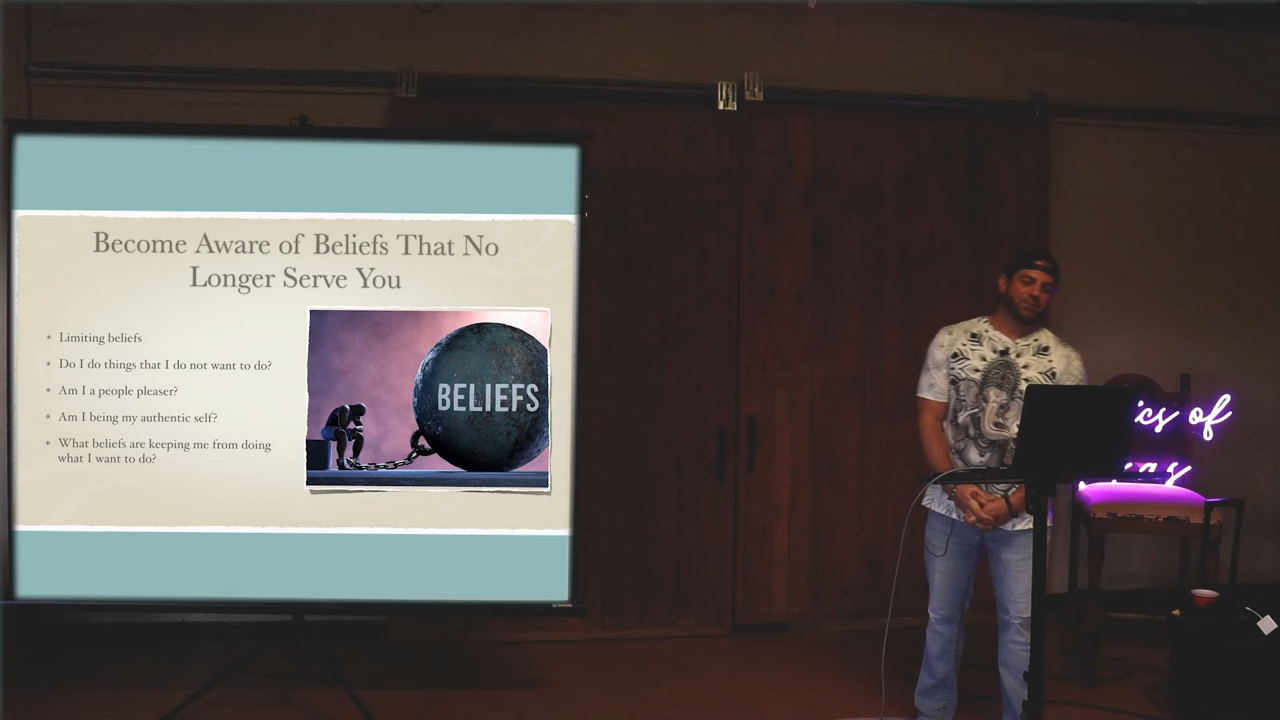 Become Aware of Beliefs That No
Longer Serve You
Limiting beliefs
Do I do things that I do not want to do?
Am I a people pleaser?
Am I being my authentic self?
What beliefs are keeping me from doing
what I want to do?
BELIEFS
of